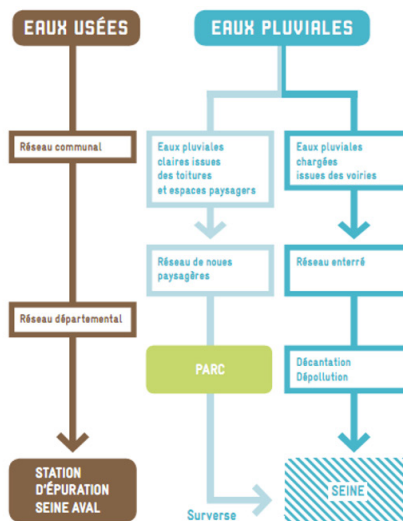 EAUX USÉES
EAUX PLUVIALES
Réseau communal
Eaux pluviales
claires issues
des toitures
et espaces paysagers
Eaux pluviales
chargées
issues des voiries
Réseau de noues
paysagères
Réseau enterré
Réseau départemental
PARC
Décantation
Dépollution
STATION
D'ÉPURATION
SEINE AVAL
SEINE
Surverse